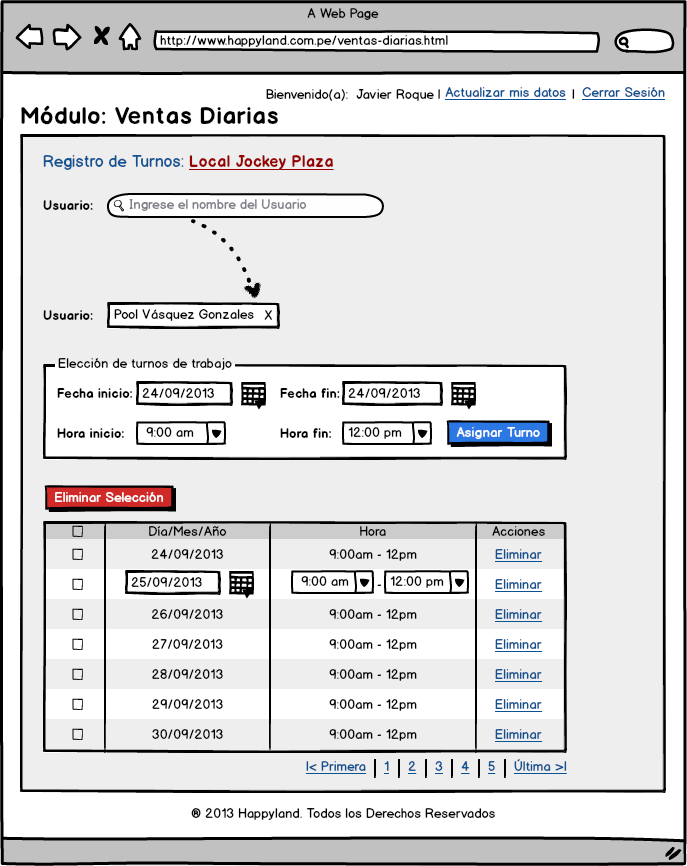 A Web Page
http://www.happyland.com.pe/ventas-diarias.html
Bienvenido(a): Javier Roque | Actualizar mis datos | Cerrar Sesión
Módulo: Ventas Diarias
Registro de Turnos: Local Jockey Plaza
Usuario: Ingrese el nombre del Usuario
Usuario: Pool Vásquez Gonzales X
Elección de turnos de trabajo
Fecha inicio: 24/09/2013 Fecha fin: 24/09/2013
Hora inicio: 9:00 am Hora fin: 12:00 pm Asignar Turno
Eliminar Selección
Día/Mes/Año Hora Acciones
24/09/2013 9:00am - 12pm Eliminar
25/09/2013 9:00 am - 12:00 pm Eliminar
26/09/2013 9:00am - 12pm Eliminar
27/09/2013 9:00am - 12pm Eliminar
28/09/2013 9:00am - 12pm Eliminar
29/09/2013 9:00am - 12pm Eliminar
30/09/2013 9:00am - 12pm Eliminar
|< Primera | 1 | 2 | 3 | 4 | 5 | Última >|
® 2013 Happyland. Todos los Derechos Reservados